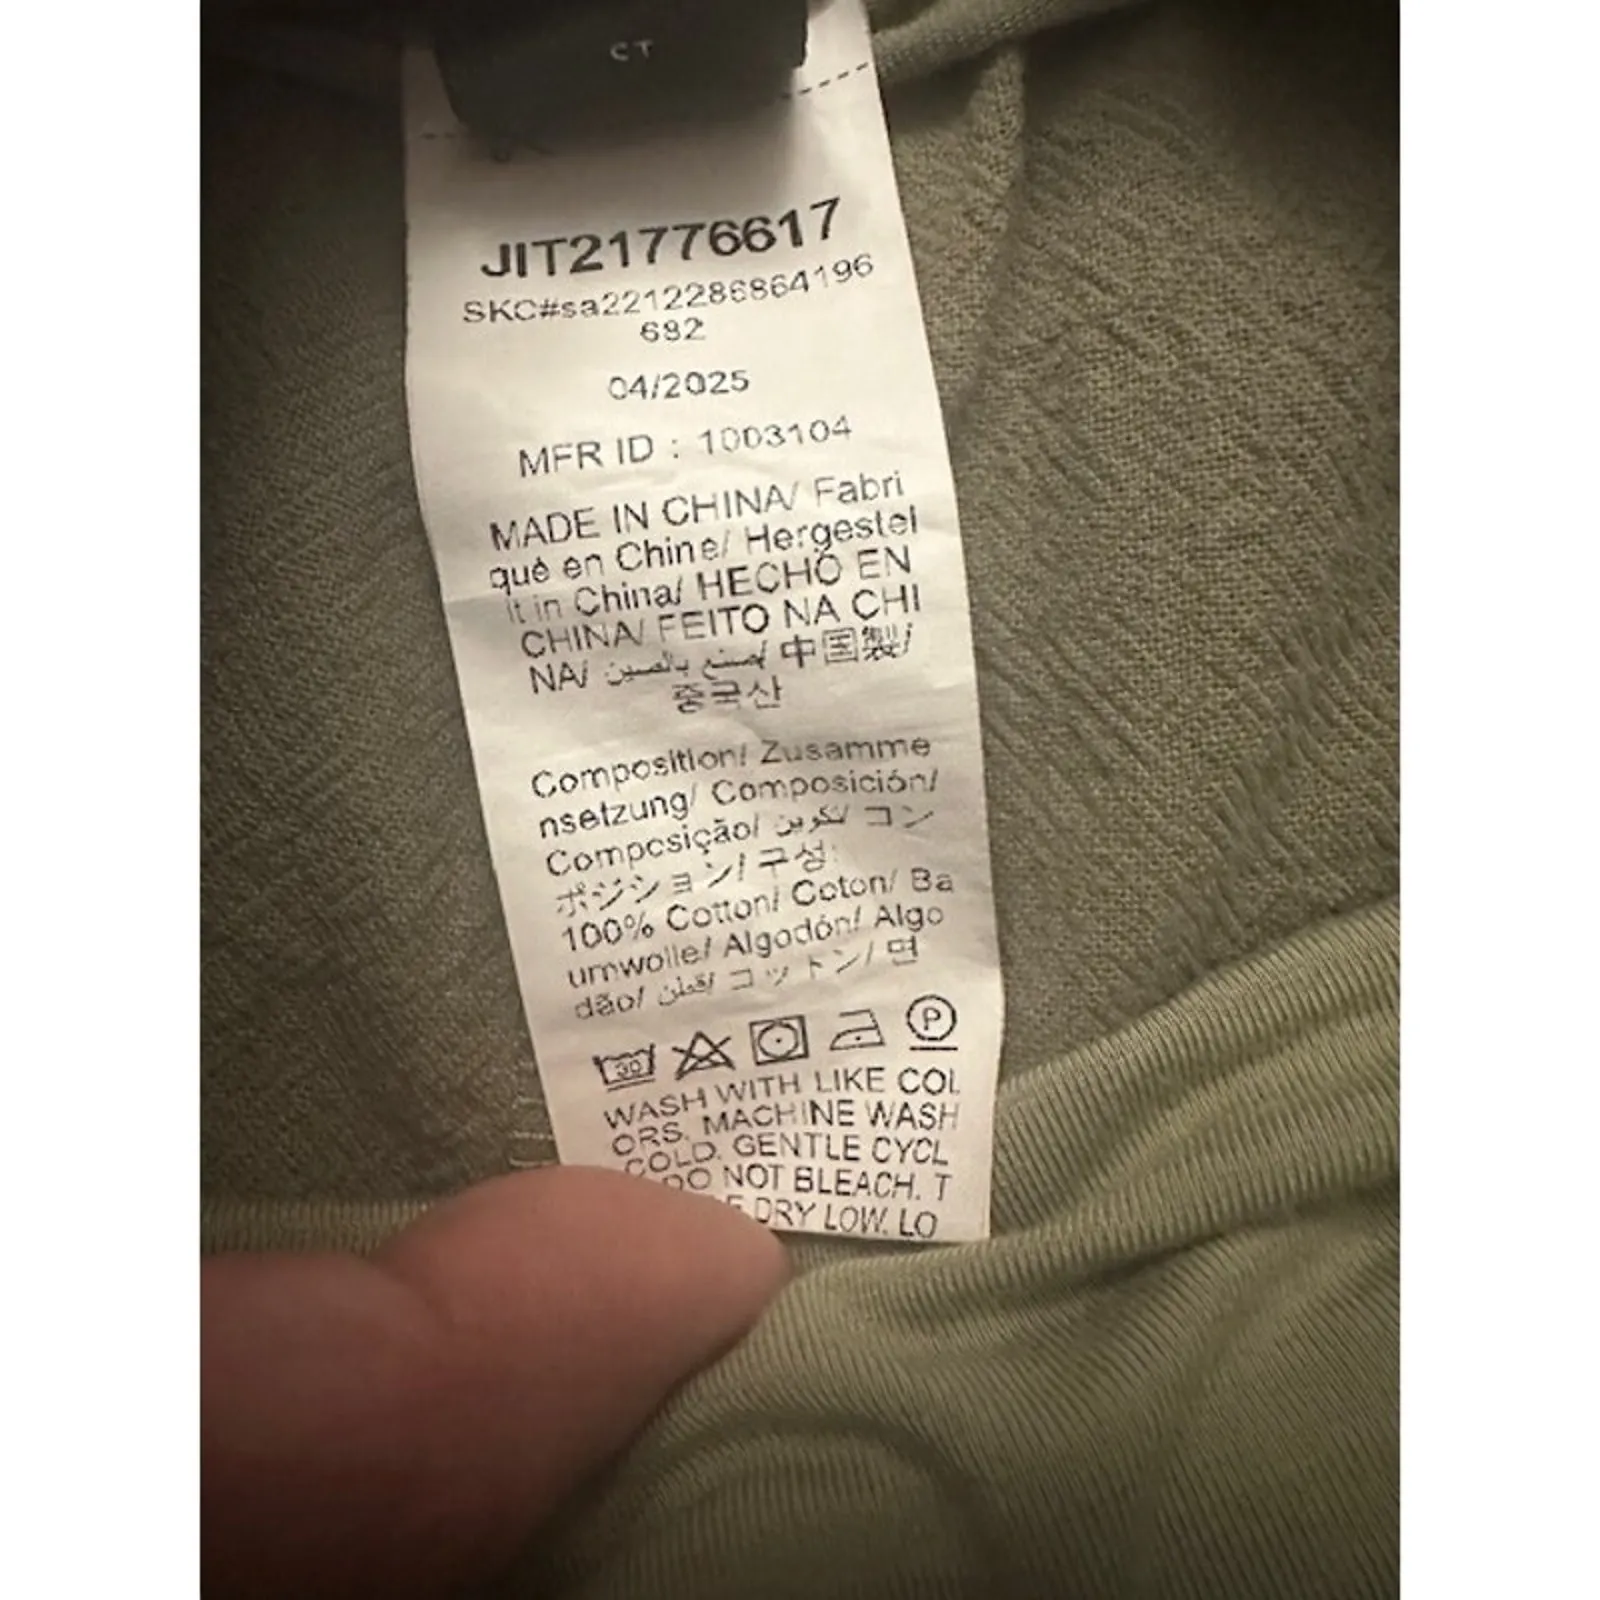 CT
JIT21776617
SKC#sa2212286864196
682
04/2025
MFR ID : 1003104
MADE IN CHINA/ Fabri
qué en Chine/ Hergestel
lt in China/ HECHO EN
CHINA/ FEITO NA CHI
NA/ صنع بالصين/ 中国製/
중국산
Composition/ Zusamme
nsetzung/ Composición/
Composição/ تكوين/ コン
ポジション/ 구성:
100% Cotton/ Coton/ Ba
umwolle/ Algodón/ Algo
dão/ قطن/ コットン/ 면
30 P
WASH WITH LIKE COL
ORS. MACHINE WASH
COLD. GENTLE CYCL
DO NOT BLEACH. T
E DRY LOW. LO